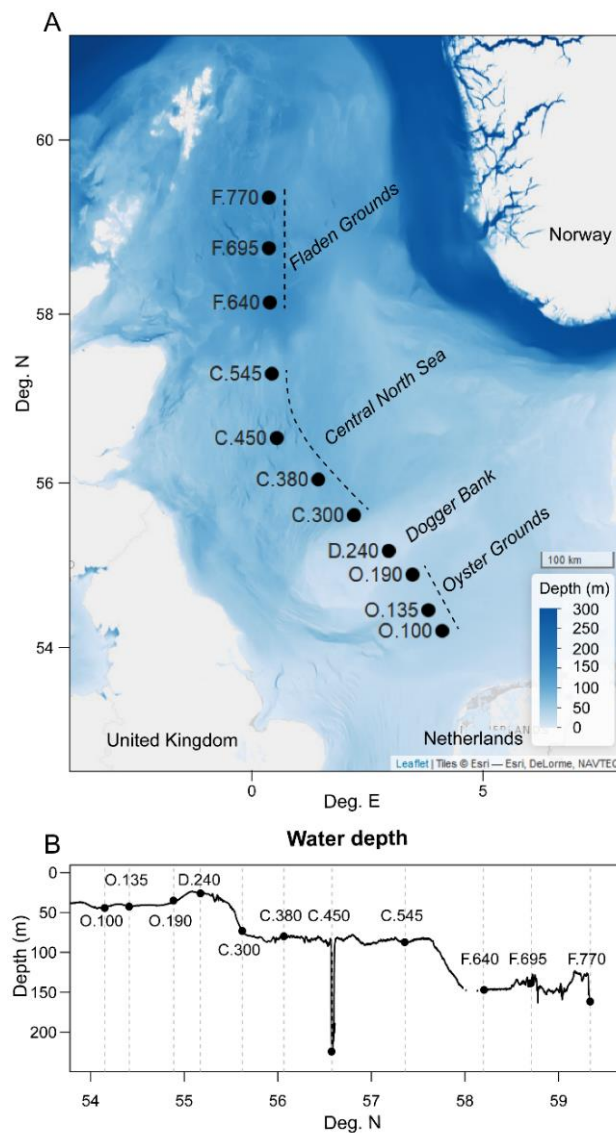 A
60
58
56
54
Deg. N
F.770
F.695
F.640
C.545
C.450
C.380
C.300
D.240
O.190
O.135
O.100
Fladen Grounds
Central North Sea
Dogger Bank
Oyster Grounds
Norway
United Kingdom
Netherlands
100 km
Depth (m)
300
250
200
150
100
50
0
Leaflet | Tiles © Esri — Esri, DeLorme, NAVTEC
0 5
Deg. E
B
Water depth
0
50
100
150
200
Depth (m)
O.135 D.240
O.100 O.190
C.300
C.380 C.450 C.545
F.640 F.695 F.770
54 55 56 57 58 59
Deg. N